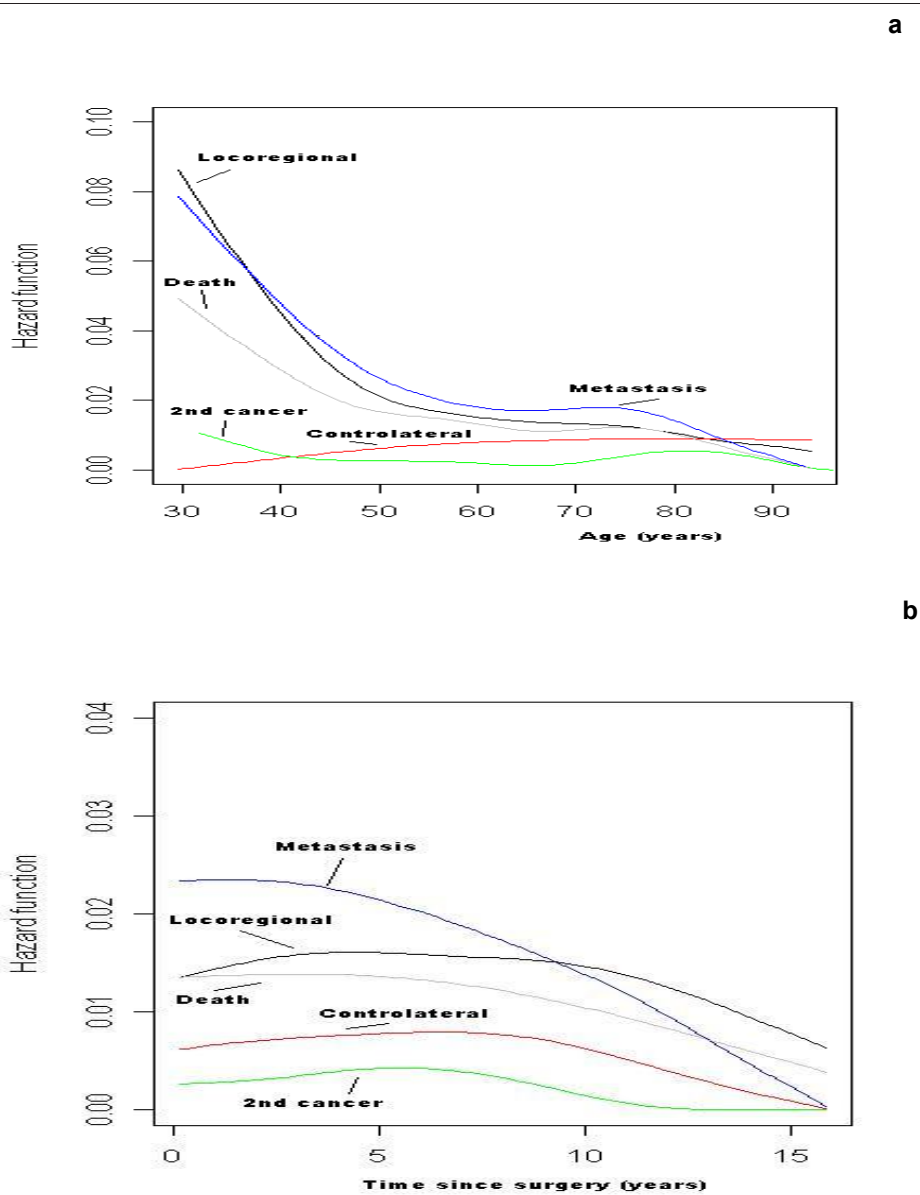 a
0.10
Locoregional
0.08
Hazard function
0.06
Death
0.04
Metastasis
2nd cancer
0.02
Controlateral
0.00
30 40 50 60 70 80 90
Age (years)
b
0.04
0.03
Metastasis
Hazard function
0.02
Locoregional
Death
0.01
Controlateral
2nd cancer
0.00
0 5 10 15
Time since surgery (years)